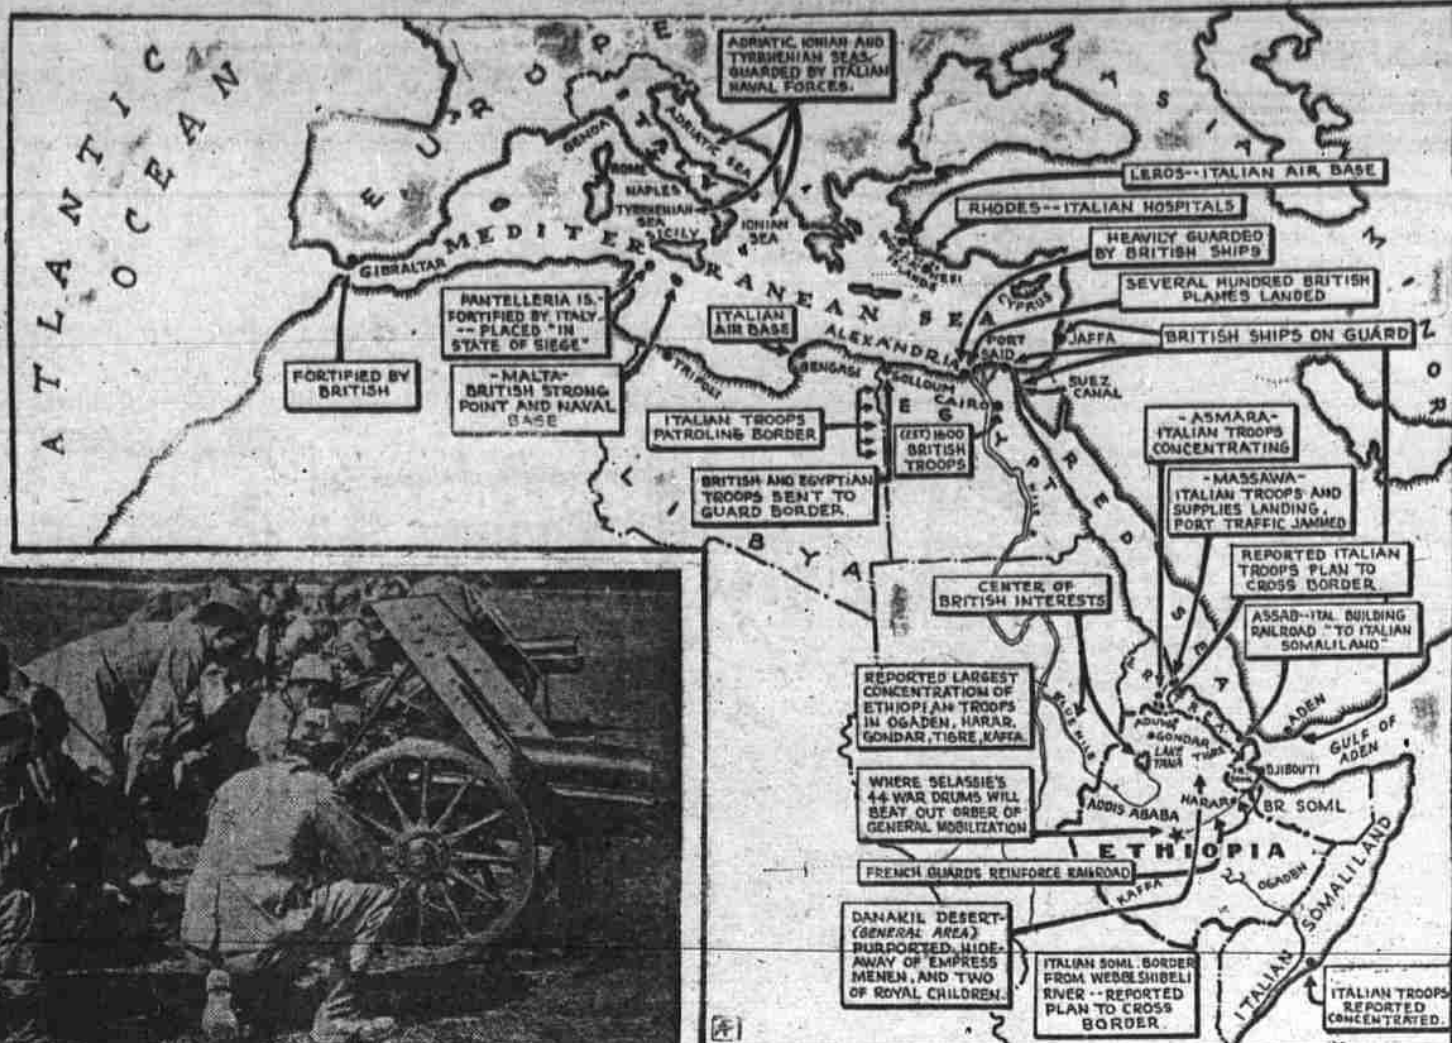 ATLANTIC
OCEAN
EUROPE
ASIA
ADRIATIC, IONIAN AND
TYRRHENIAN SEAS,
GUARDED BY ITALIAN
NAVAL FORCES.
GENOA
ITALY
ADRIATIC SEA
ROME
NAPLES
TYRRHENIAN
SEA
SICILY
IONIAN
SEA
LEROS--ITALIAN AIR BASE
RHODES--ITALIAN HOSPITALS
HEAVILY GUARDED
BY BRITISH SHIPS
SEVERAL HUNDRED BRITISH
PLANES LANDED
BRITISH SHIPS ON GUARD
ISLANDS
CYPRUS
GIBRALTAR
MEDITERRANEAN SEA
FORTIFIED BY
BRITISH
PANTELLERIA IS.-
FORTIFIED BY ITALY.
-- PLACED "IN
STATE OF SIEGE"
-MALTA-
BRITISH STRONG
POINT AND NAVAL
BASE
ITALIAN
AIR BASE
TRIPOLI
BENGASI
ALEXANDRIA
SOLLOUM
PORT
SAID
JAFFA
SUEZ
CANAL
CAIRO
EGYPT
NILE
ITALIAN TROOPS
PATROLING BORDER
(EST) 1600
BRITISH
TROOPS
BRITISH AND EGYPTIAN
TROOPS SENT TO
GUARD BORDER
LIBYA
RED SEA
-ASMARA-
ITALIAN TROOPS
CONCENTRATING
-MASSAWA-
ITALIAN TROOPS AND
SUPPLIES LANDING,
PORT TRAFFIC JAMMED
REPORTED ITALIAN
TROOPS PLAN TO
CROSS BORDER
ASSAB--ITAL. BUILDING
RAILROAD "TO ITALIAN
SOMALILAND"
CENTER OF
BRITISH INTERESTS
REPORTED LARGEST
CONCENTRATION OF
ETHIOPIAN TROOPS
IN OGADEN, HARAR,
GONDAR, TIGRE, KAFFA.
BLUE NILE
ERITREA
ADUWA
GONDAR
LAKE
TANA
TIGRE
ADEN
GULF OF
ADEN
DJIBOUTI
WHERE SELASSIE'S
44 WAR DRUMS WILL
BEAT OUT ORDER OF
GENERAL MOBILIZATION
ADDIS ABABA
HARAR
BR. SOML.
ETHIOPIA
FRENCH GUARDS REINFORCE RAILROAD
KAFFA
OGADEN
ITALIAN SOMALILAND
DANAKIL DESERT-
(GENERAL AREA)
PURPORTED HIDE-
AWAY OF EMPRESS
MENEN, AND TWO
OF ROYAL CHILDREN.
ITALIAN SOML. BORDER
FROM WEBBE SHIBELI
RIVER -- REPORTED
PLAN TO CROSS
BORDER.
ITALIAN TROOPS
REPORTED
CONCENTRATED.